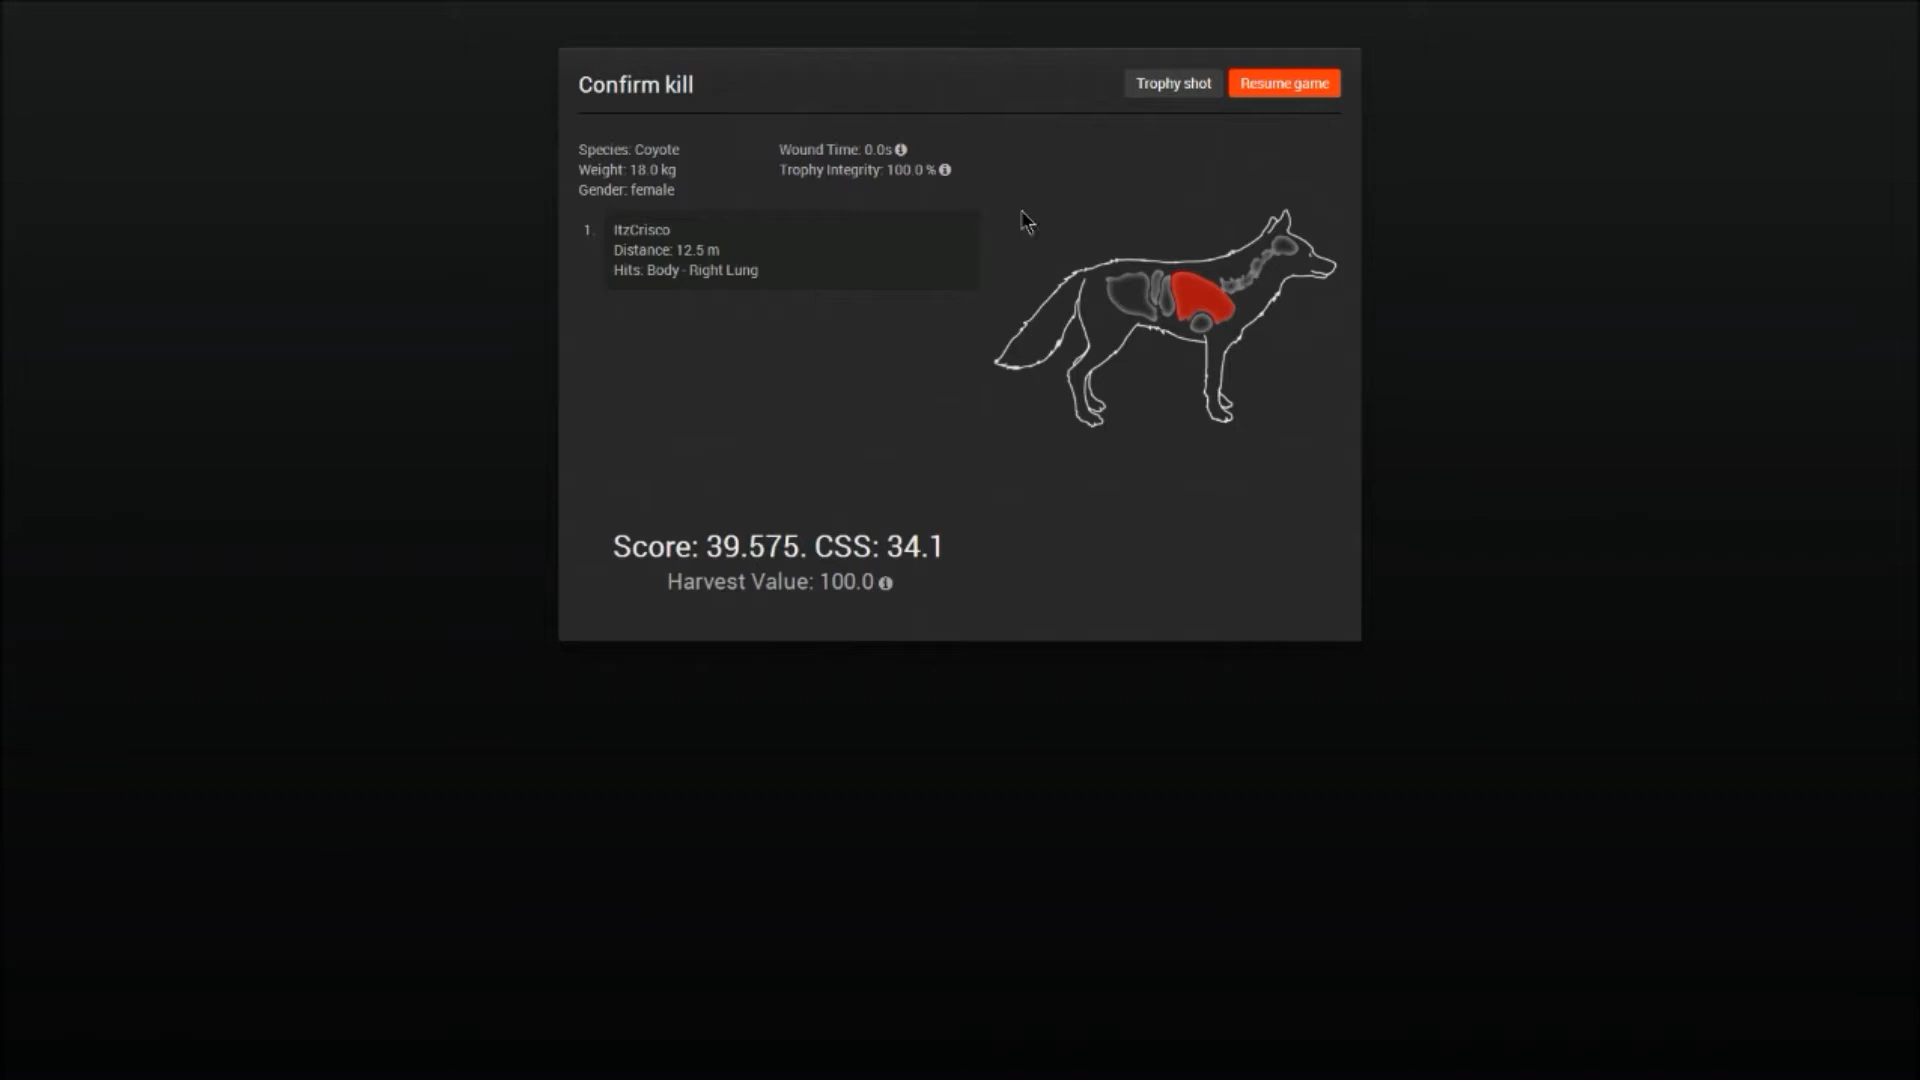 Confirm kill
Trophy shot
Resume game
Species: Coyote
Weight: 18.0 kg
Gender: female
Wound Time: 0.0s
Trophy Integrity: 100.0 %
1. ItzCrisco
Distance: 12.5 m
Hits: Body - Right Lung
Score: 39.575. CSS: 34.1
Harvest Value: 100.0